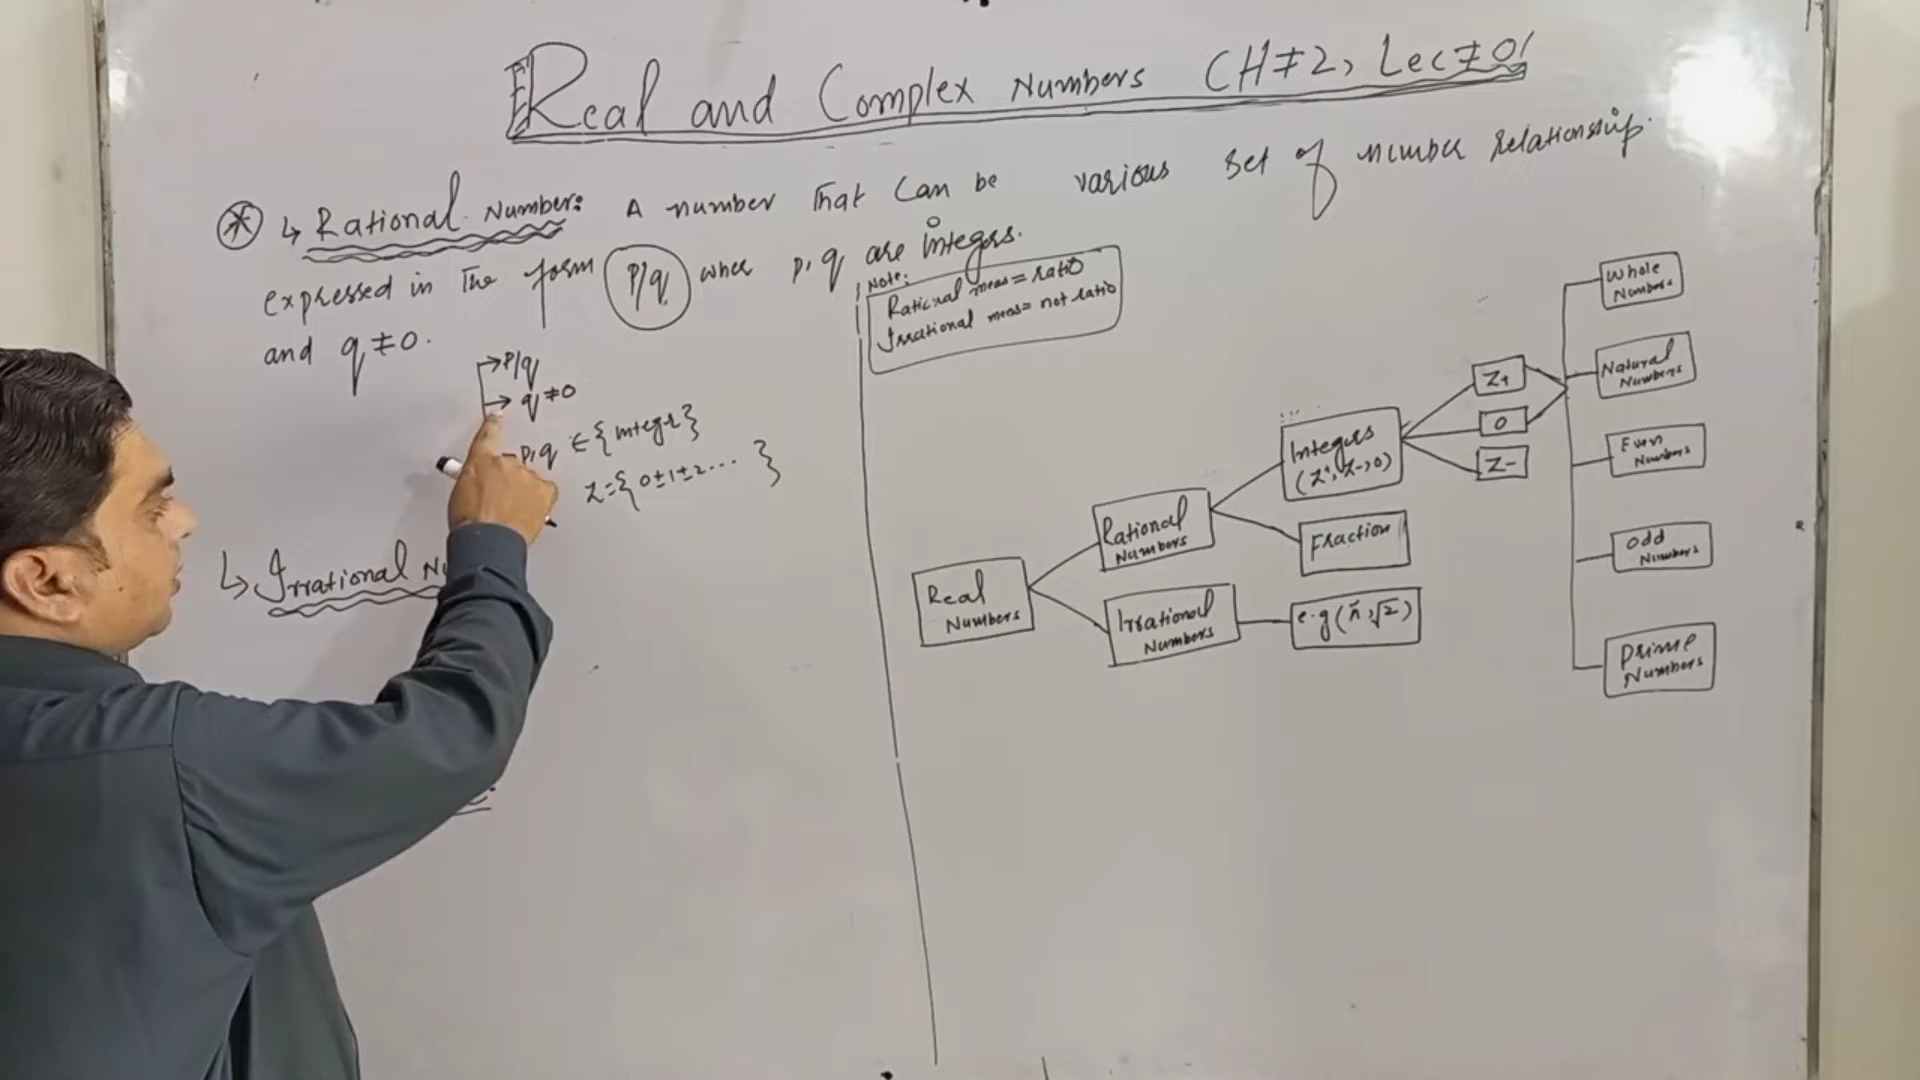 Real and Complex Numbers CH#2, Lec#01
↳ Rational Number: A number That Can be
expressed in The form P/q where p, q are integers.
and q≠0.
→P/q
→ q≠0
p,q ∈ {integr}
Z={0±1±2... }
↳ Irrational
various set of number relationship.
Note:
Rational means = ratio
Irrational means = not ratio
Real Numbers
Rational Numbers
Irrational Numbers
Integers (Z+, Z-, 0)
Fraction
e.g (π, √2)
Z+
0
Z-
Whole Numbers
Natural Numbers
Even Numbers
Odd Numbers
Prime Numbers